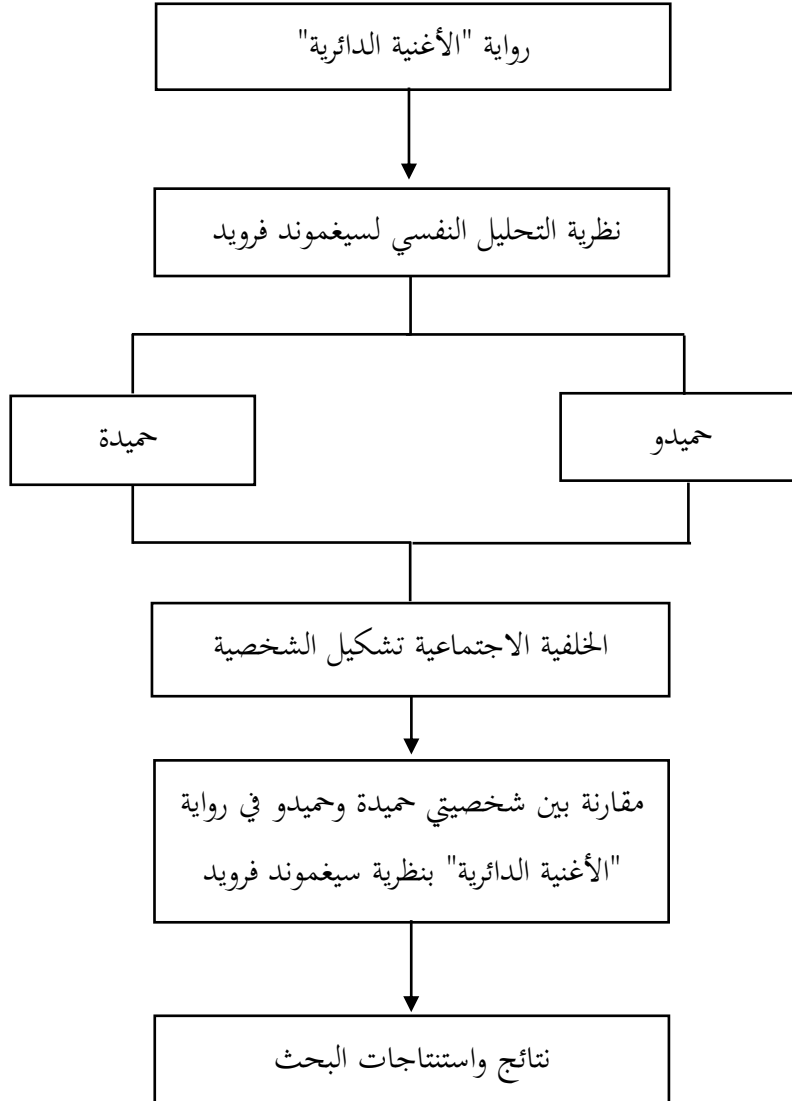 رواية "الأغنية الدائرية"
نظرية التحليل النفسي لسيغموند فرويد
حميدو
حميدة
الخلفية الاجتماعية تشكيل الشخصية
مقارنة بين شخصيتي حميدة وحميدو في رواية
"الأغنية الدائرية" بنظرية سيغموند فرويد
نتائج واستنتاجات البحث